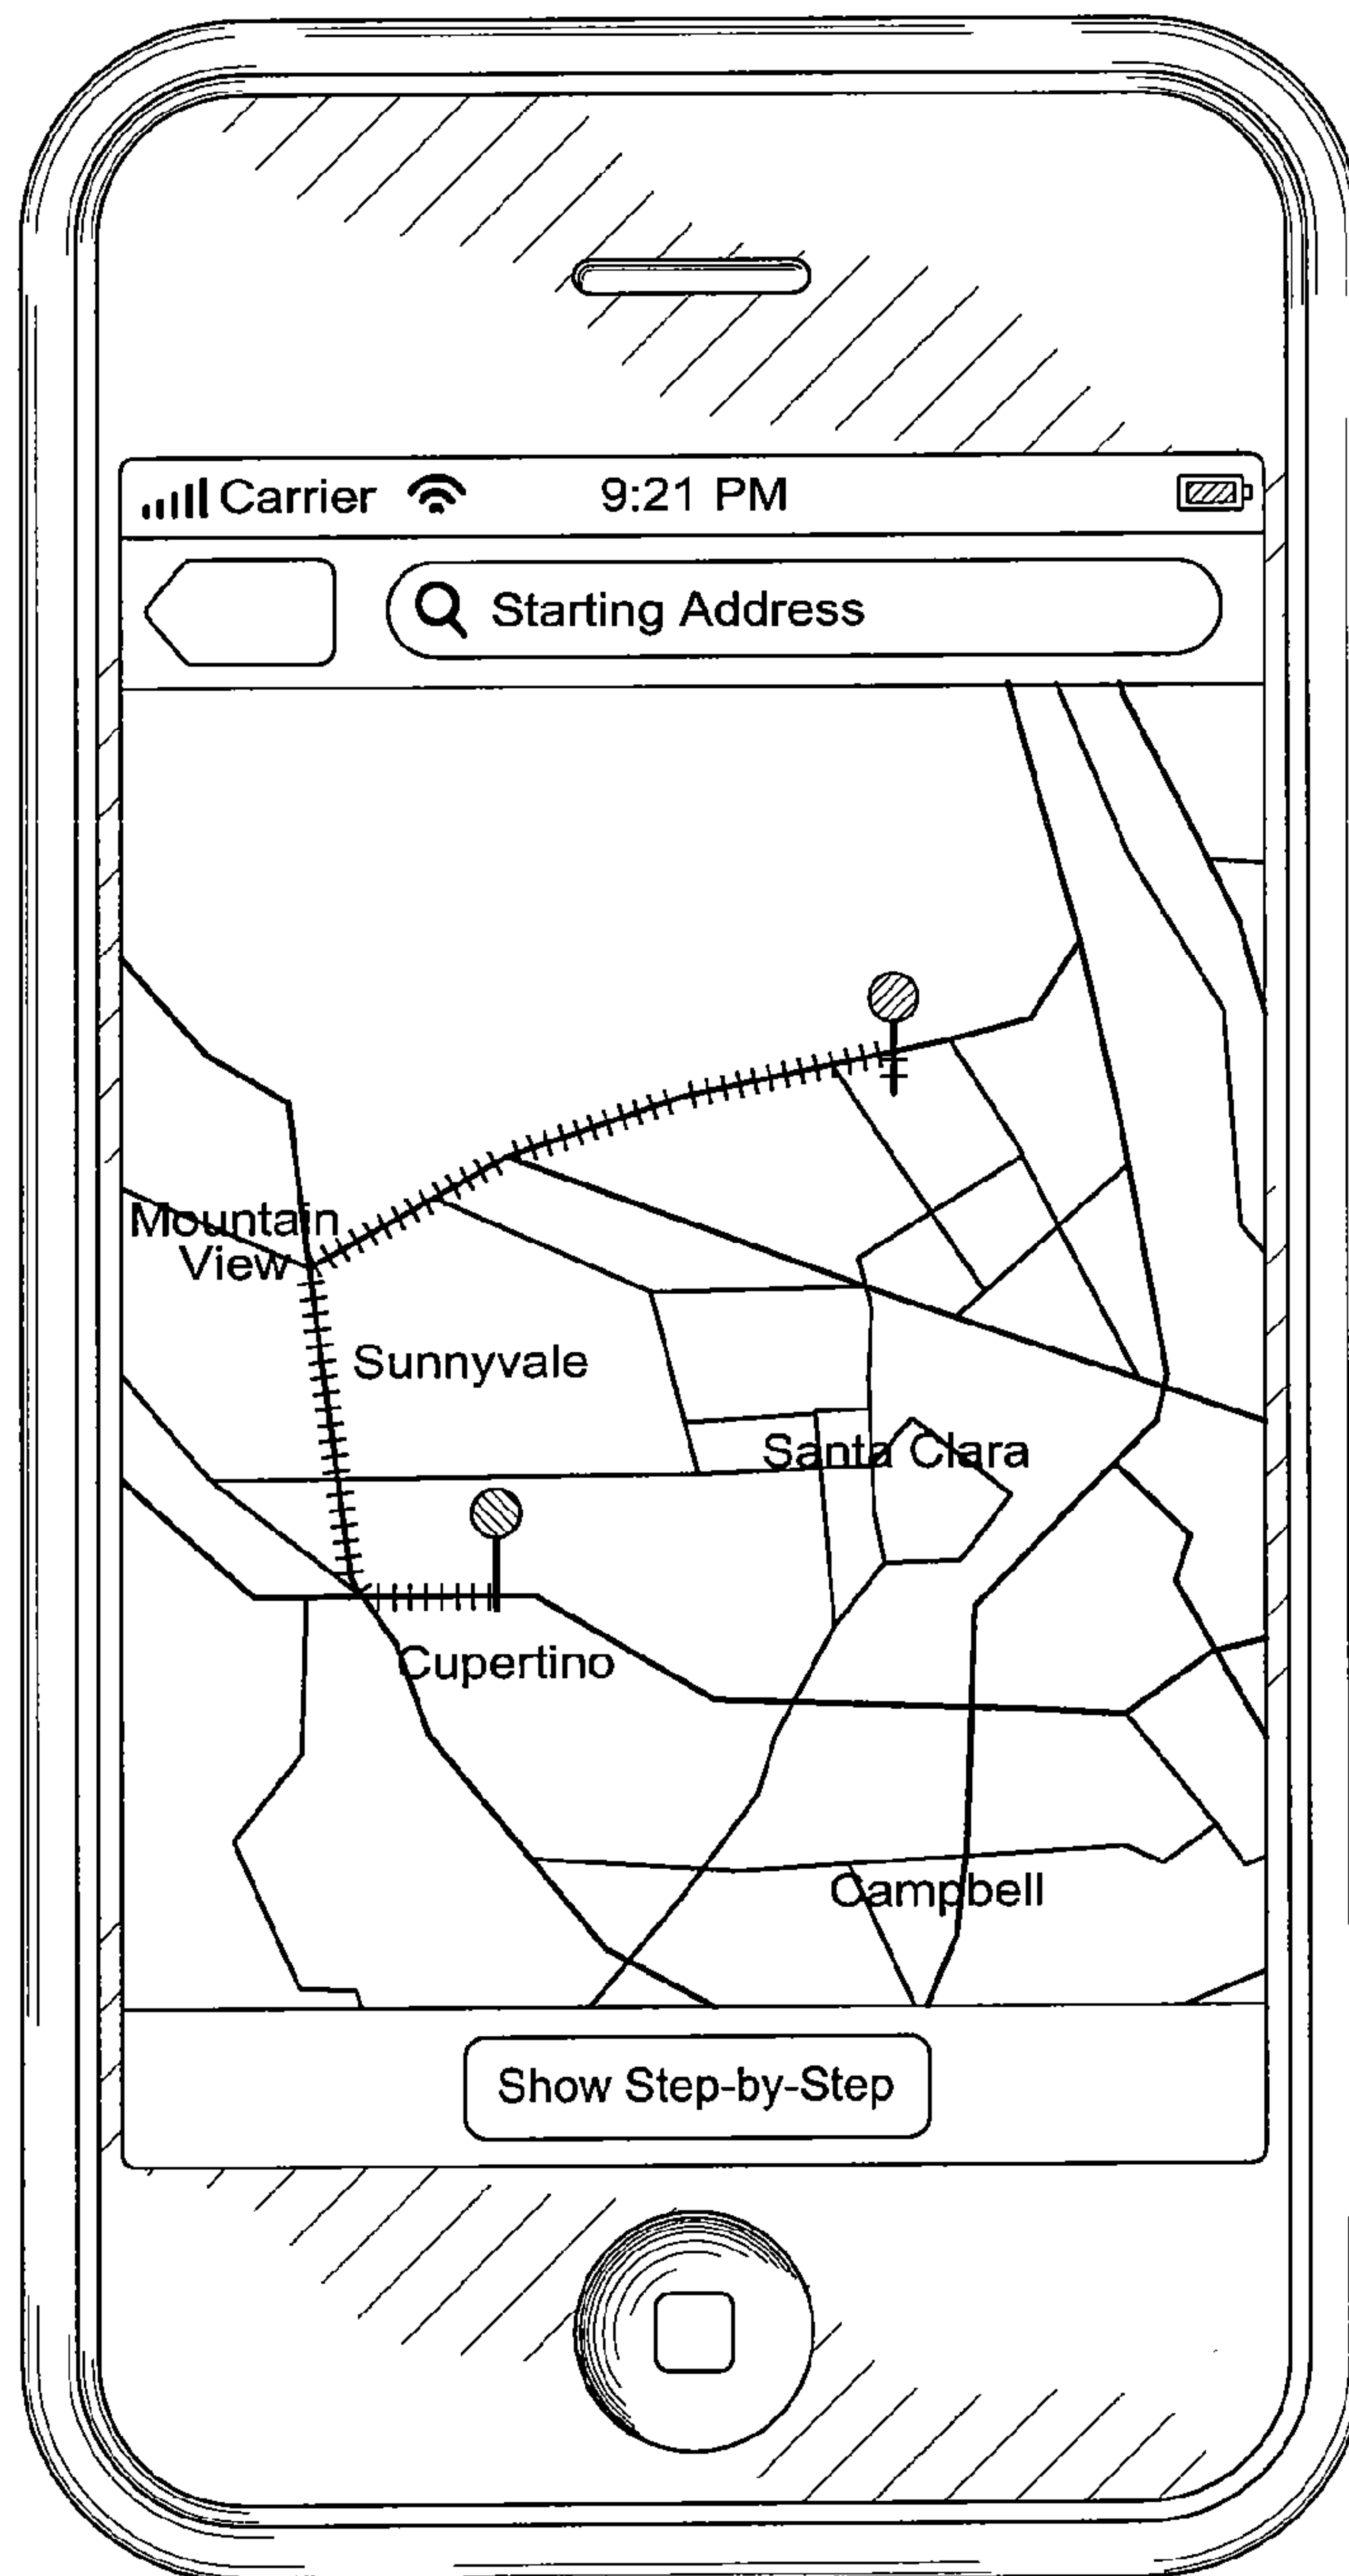 Carrier 9:21 PM
Starting Address
Mountain
View
Sunnyvale
Santa Clara
Cupertino
Campbell
Show Step-by-Step